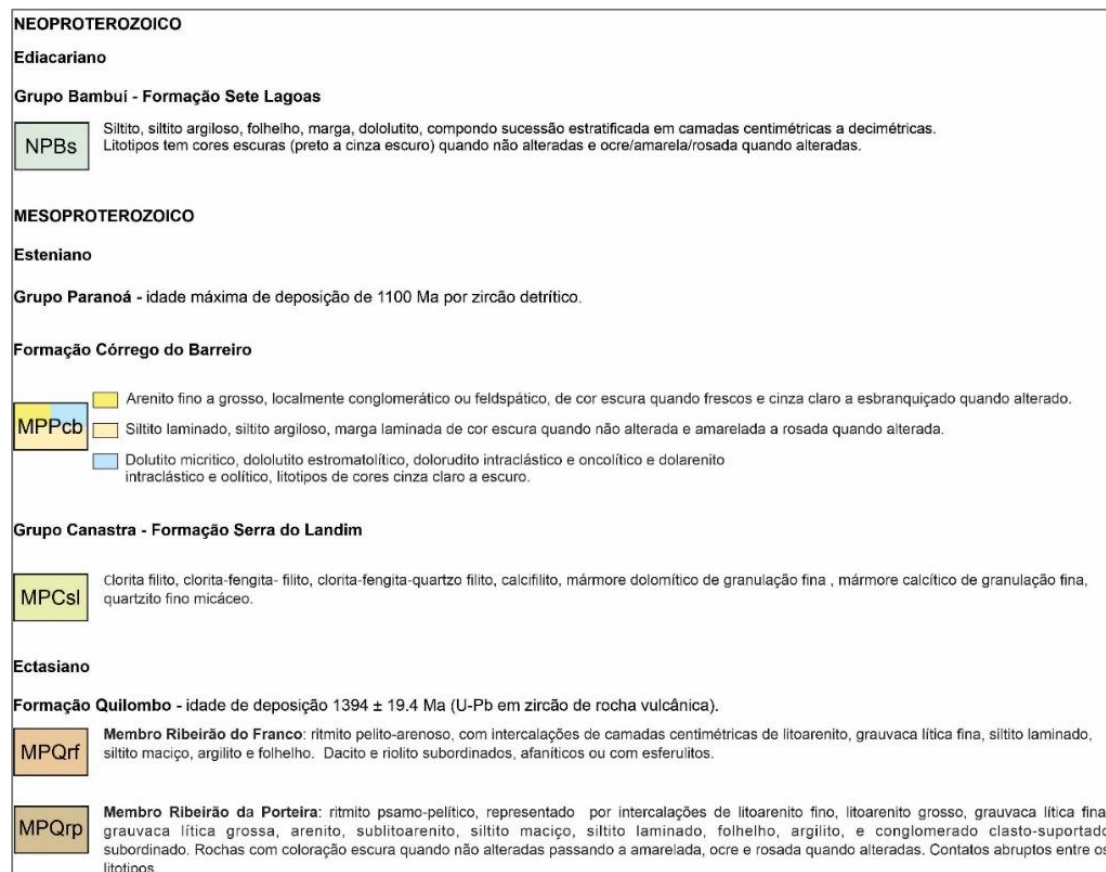 NEOPROTEROZOICO
Ediacariano
Grupo Bambuí - Formação Sete Lagoas
NPBs
Siltito, siltito argiloso, folhelho, marga, dololutito, compondo sucessão estratificada em camadas centimétricas a decimétricas.
Litotipos tem cores escuras (preto a cinza escuro) quando não alteradas e ocre/amarela/rosada quando alteradas.
MESOPROTEROZOICO
Esteniano
Grupo Paranoá - idade máxima de deposição de 1100 Ma por zircão detrítico.
Formação Córrego do Barreiro
MPPcb
Arenito fino a grosso, localmente conglomerático ou feldspático, de cor escura quando frescos e cinza claro a esbranquiçado quando alterado.
Siltito laminado, siltito argiloso, marga laminada de cor escura quando não alterada e amarelada a rosada quando alterada.
Dolutito micritico, dololutito estromatolítico, dolorudito intraclástico e oncolítico e dolarenito
intraclástico e oolítico, litotipos de cores cinza claro a escuro.
Grupo Canastra - Formação Serra do Landim
MPCsl
Clorita filito, clorita-fengita- filito, clorita-fengita-quartzo filito, calcifilito, mármore dolomítico de granulação fina , mármore calcítico de granulação fina,
quartzito fino micáceo.
Ectasiano
Formação Quilombo - idade de deposição 1394 ± 19.4 Ma (U-Pb em zircão de rocha vulcânica).
MPQrf
Membro Ribeirão do Franco: ritmito pelito-arenoso, com intercalações de camadas centimétricas de litoarenito, grauvaca lítica fina, siltito laminado,
siltito maciço, argilito e folhelho. Dacito e riolito subordinados, afaníticos ou com esferulitos.
MPQrp
Membro Ribeirão da Porteira: ritmito psamo-pelítico, representado por intercalações de litoarenito fino, litoarenito grosso, grauvaca lítica fina
grauvaca lítica grossa, arenito, sublitoarenito, siltito maciço, siltito laminado, folhelho, argilito, e conglomerado clasto-suportado
subordinado. Rochas com coloração escura quando não alteradas passando a amarelada, ocre e rosada quando alteradas. Contatos abruptos entre os
litotipos.